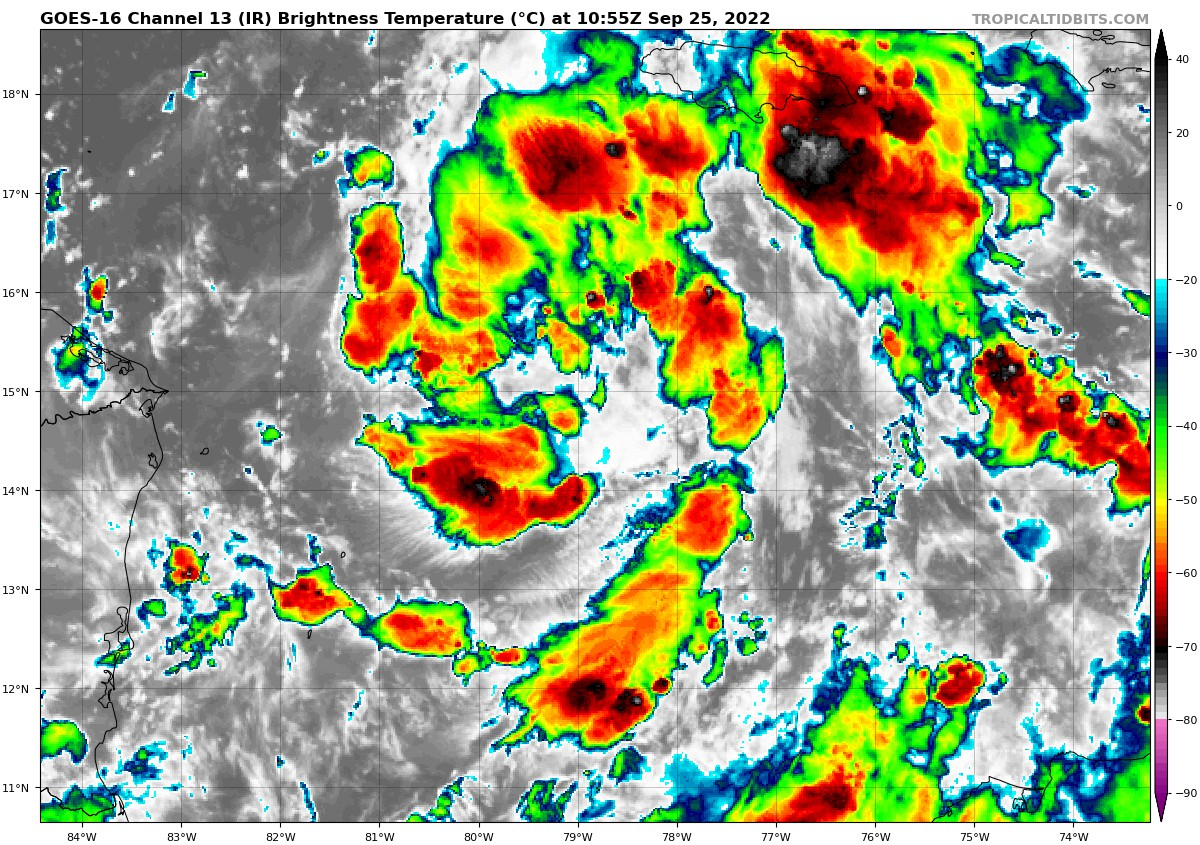 GOES-16 Channel 13 (IR) Brightness Temperature (°C) at 10:55Z Sep 25, 2022
TROPICALTIDBITS.COM
18°N
17°N
16°N
15°N
14°N
13°N
12°N
11°N
84°W
83°W
82°W
81°W
80°W
79°W
78°W
77°W
76°W
75°W
74°W
40
20
0
−20
−30
−40
−50
−60
−70
−80
−90